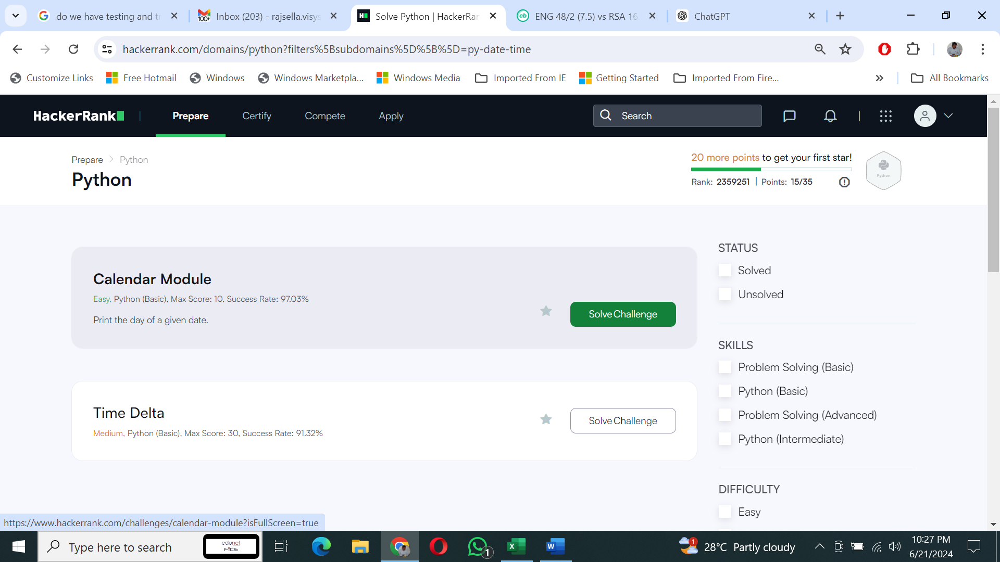 do we have testing and tr
Inbox (203) - rajsella.visys
Solve Python | HackerRan
ENG 48/2 (7.5) vs RSA 16
ChatGPT
hackerrank.com/domains/python?filters%5Bsubdomains%5D%5B%5D=py-date-time
Customize Links
Free Hotmail
Windows
Windows Marketpla...
Windows Media
Imported From IE
Getting Started
Imported From Fire...
All Bookmarks
HackerRank
Prepare
Certify
Compete
Apply
Search
Prepare > Python
Python
20 more points to get your first star!
Rank: 2359251 | Points: 15/35
Python
Calendar Module
Easy, Python (Basic), Max Score: 10, Success Rate: 97.03%
Print the day of a given date.
Solve Challenge
Time Delta
Medium, Python (Basic), Max Score: 30, Success Rate: 91.32%
Solve Challenge
STATUS
Solved
Unsolved
SKILLS
Problem Solving (Basic)
Python (Basic)
Problem Solving (Advanced)
Python (Intermediate)
DIFFICULTY
Easy
https://www.hackerrank.com/challenges/calendar-module?isFullScreen=true
Type here to search
edunet
1
1
28°C Partly cloudy
10:27 PM
6/21/2024